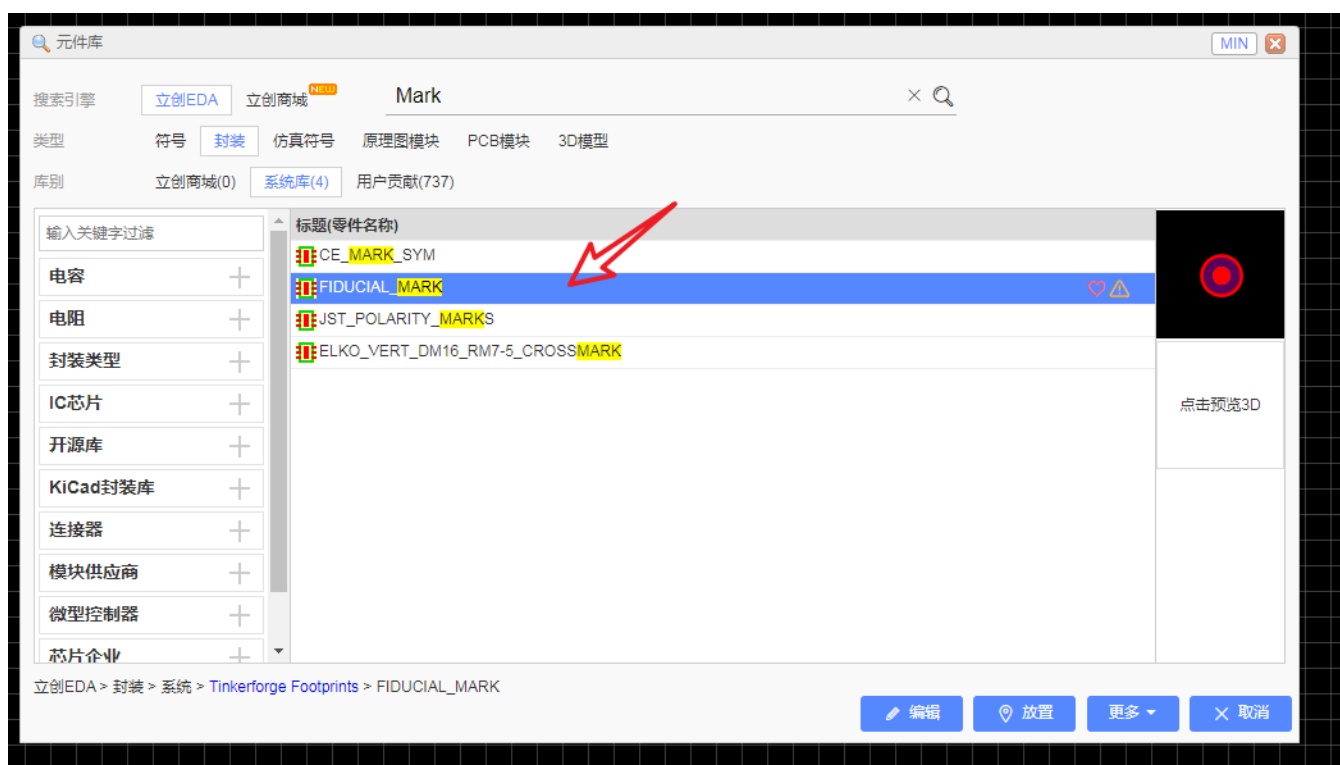 元件库 MIN
搜索引擎 立创EDA 立创商城 NEW Mark
类型 符号 封装 仿真符号 原理图模块 PCB模块 3D模型
库别 立创商城(0) 系统库(4) 用户贡献(737)
输入关键字过滤
电容
电阻
封装类型
IC芯片
开源库
KiCad封装库
连接器
模块供应商
微型控制器
芯片企业
标题(零件名称)
CE_MARK_SYM
FIDUCIAL_MARK
JST_POLARITY_MARKS
ELKO_VERT_DM16_RM7-5_CROSSMARK
点击预览3D
立创EDA > 封装 > 系统 > Tinkerforge Footprints > FIDUCIAL_MARK
编辑 放置 更多 取消